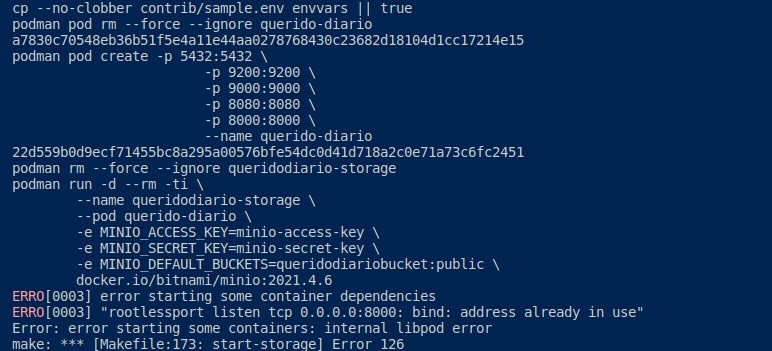 cp --no-clobber contrib/sample.env envvars || true
podman pod rm --force --ignore querido-diario
a7830c70548eb36b51f5e4a11e44aa0278768430c23682d18104d1cc17214e15
podman pod create -p 5432:5432 \
-p 9200:9200 \
-p 9000:9000 \
-p 8080:8080 \
-p 8000:8000 \
--name querido-diario
22d559b0d9ecf71455bc8a295a00576bfe54dc0d41d718a2c0e71a73c6fc2451
podman rm --force --ignore queridodiario-storage
podman run -d --rm -ti \
--name queridodiario-storage \
--pod querido-diario \
-e MINIO_ACCESS_KEY=minio-access-key \
-e MINIO_SECRET_KEY=minio-secret-key \
-e MINIO_DEFAULT_BUCKETS=queridodiariobucket:public \
docker.io/bitnami/minio:2021.4.6
ERRO[0003] error starting some container dependencies
ERRO[0003] "rootlessport listen tcp 0.0.0.0:8000: bind: address already in use"
Error: error starting some containers: internal libpod error
make: *** [Makefile:173: start-storage] Error 126